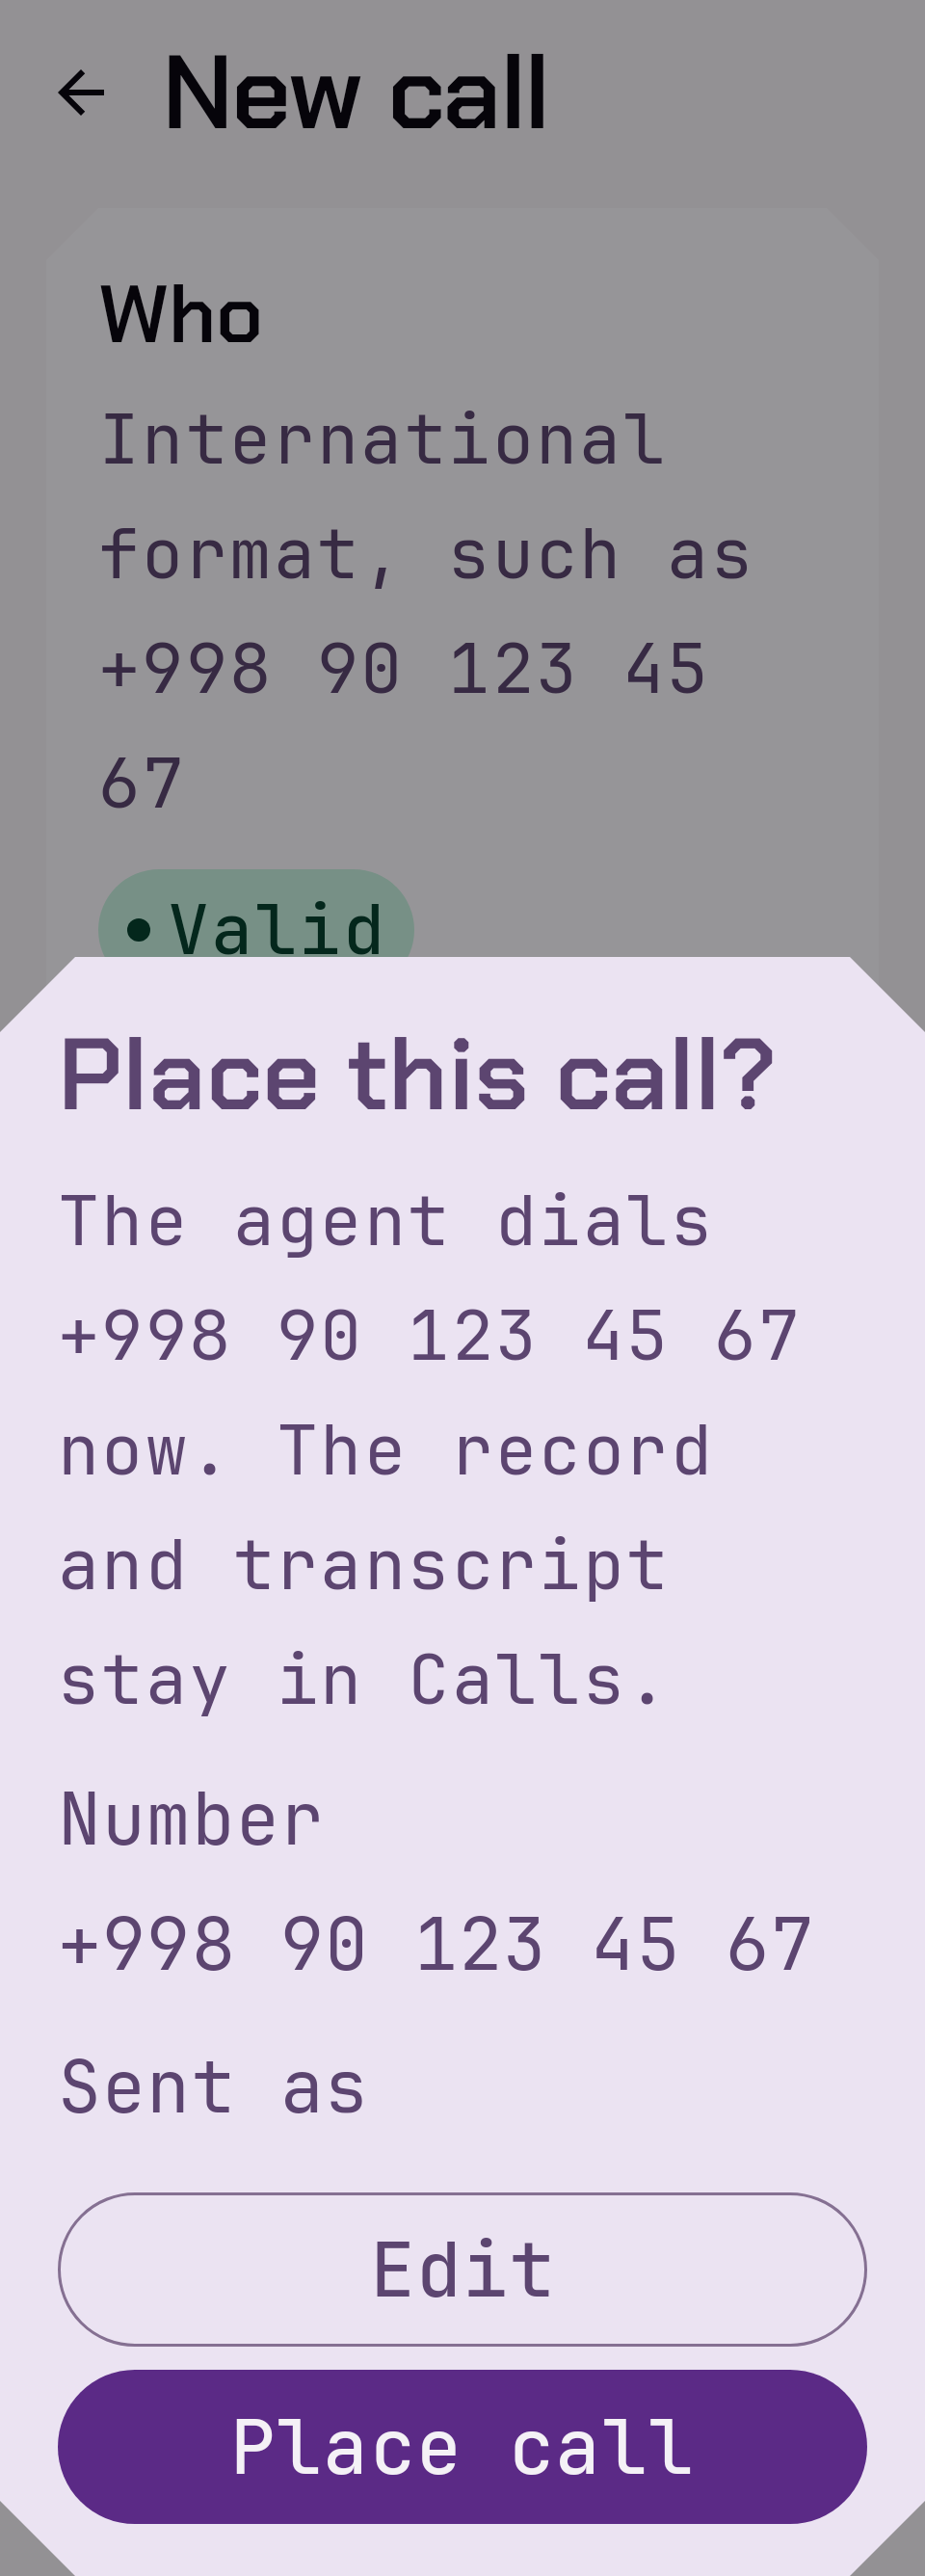 New call
Who
International
format, such as
+998 90 123 45
67
Valid
Place this call?
The agent dials
+998 90 123 45 67
now. The record
and transcript
stay in Calls.
Number
+998 90 123 45 67
Sent as
Edit
Place call